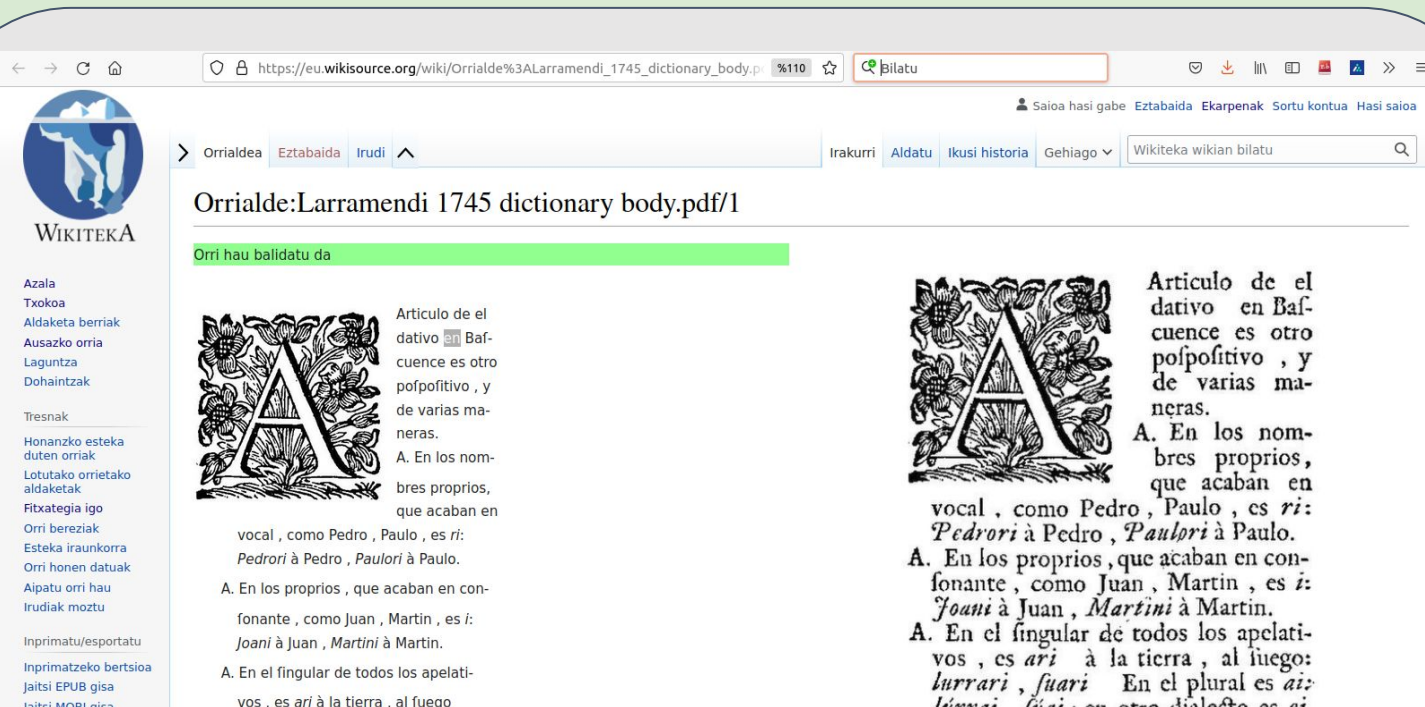 https://eu.wikisource.org/wiki/Orrialde%3ALarramendi_1745_dictionary_body.p
%110
Bilatu
Saioa hasi gabe Eztabaida Ekarpenak Sortu kontua Hasi saioa
Orrialdea Eztabaida Irudi
Irakurri Aldatu Ikusi historia Gehiago
Wikiteka wikian bilatu
WIKITEKA
Azala
Txokoa
Aldaketa berriak
Ausazko orria
Laguntza
Dohaintzak
Tresnak
Honanzko esteka
duten orriak
Lotutako orrietako
aldaketak
Fitxategia igo
Orri bereziak
Esteka iraunkorra
Orri honen datuak
Aipatu orri hau
Irudiak moztu
Inprimatu/esportatu
Inprimatzeko bertsioa
Jaitsi EPUB gisa
Jaitsi MOBI gisa
Orrialde:Larramendi 1745 dictionary body.pdf/1
Orri hau balidatu da
A
Articulo de el
dativo en Baſ-
cuence es otro
poſpoſitivo , y
de varias ma-
neras.
A. En los nom-
bres proprios,
que acaban en
vocal , como Pedro , Paulo , es ri:
Pedrori à Pedro , Paulori à Paulo.
A. En los proprios , que acaban en con-
ſonante , como Juan , Martin , es i:
Joani à Juan , Martini à Martin.
A. En el ſingular de todos los apelati-
vos , es ari à la tierra , al ſuego
A
Articulo de el
dativo en Baſ-
cuence es otro
poſpoſitivo , y
de varias ma-
neras.
A. En los nom-
bres proprios,
que acaban en
vocal , como Pedro , Paulo , es ri:
Pedrori à Pedro , Paulori à Paulo.
A. En los proprios , que acaban en con-
ſonante , como Juan , Martin , es i:
Joani à Juan , Martini à Martin.
A. En el ſingular de todos los apelati-
vos , es ari à la tierra , al ſuego:
lurrari , ſuari En el plural es ai:
en otro dialecto es